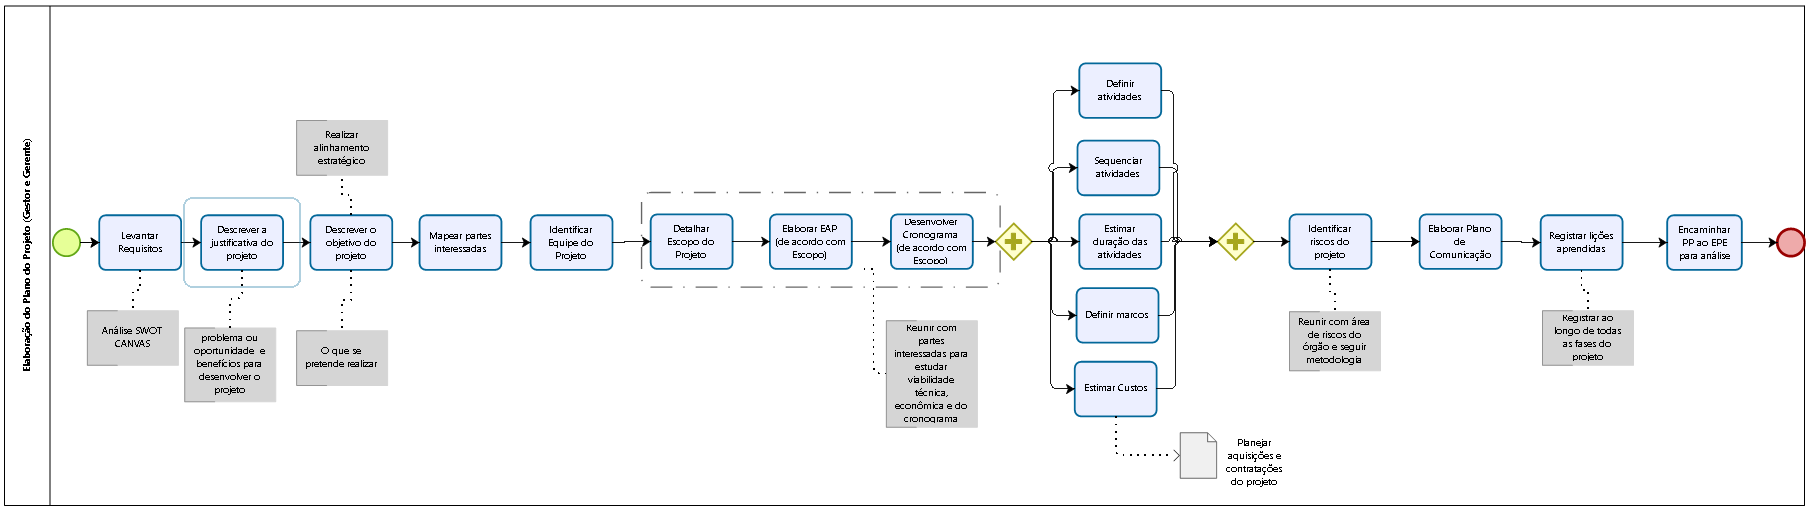 Elaboração do Plano do Projeto (Gestor e Gerente)
Levantar
Requisitos
Análise SWOT
CANVAS
Descrever a
justificativa do
projeto
problema ou
oportunidade e
benefícios para
desenvolver o
projeto
Realizar
alinhamento
estratégico
Descrever o
objetivo do
projeto
O que se
pretende realizar
Mapear partes
interessadas
Identificar
Equipe do
Projeto
Detalhar
Escopo do
Projeto
Elaborar EAP
(de acordo com
Escopo)
Desenvolver
Cronograma
(de acordo com
Escopo)
Reunir com
partes
interessadas para
estudar
viabilidade
técnica,
econômica e do
cronograma
Definir
atividades
Sequenciar
atividades
Estimar
duração das
atividades
Definir marcos
Estimar Custos
Planejar
aquisições e
contratações
do projeto
Identificar
riscos do
projeto
Reunir com área
de riscos do
órgão e seguir
metodologia
Elaborar Plano
de
Comunicação
Registrar lições
aprendidas
Registrar ao
longo de todas
as fases do
projeto
Encaminhar
PP ao EPE
para análise